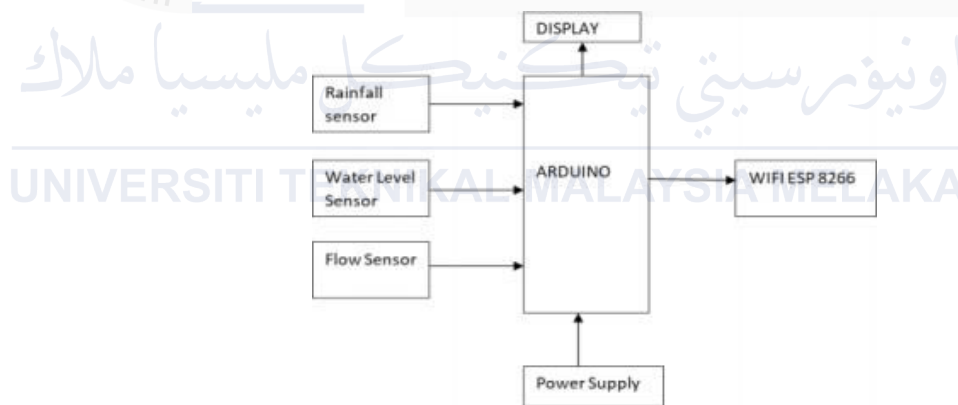 DISPLAY
اونيۏرسيتي تيكنيكل مليسيا ملاك
Rainfall
sensor
ARDUINO
Water Level
Sensor
WIFI ESP 8266
UNIVERSITI TEKNIKAL MALAYSIA MELAKA
Flow Sensor
Power Supply